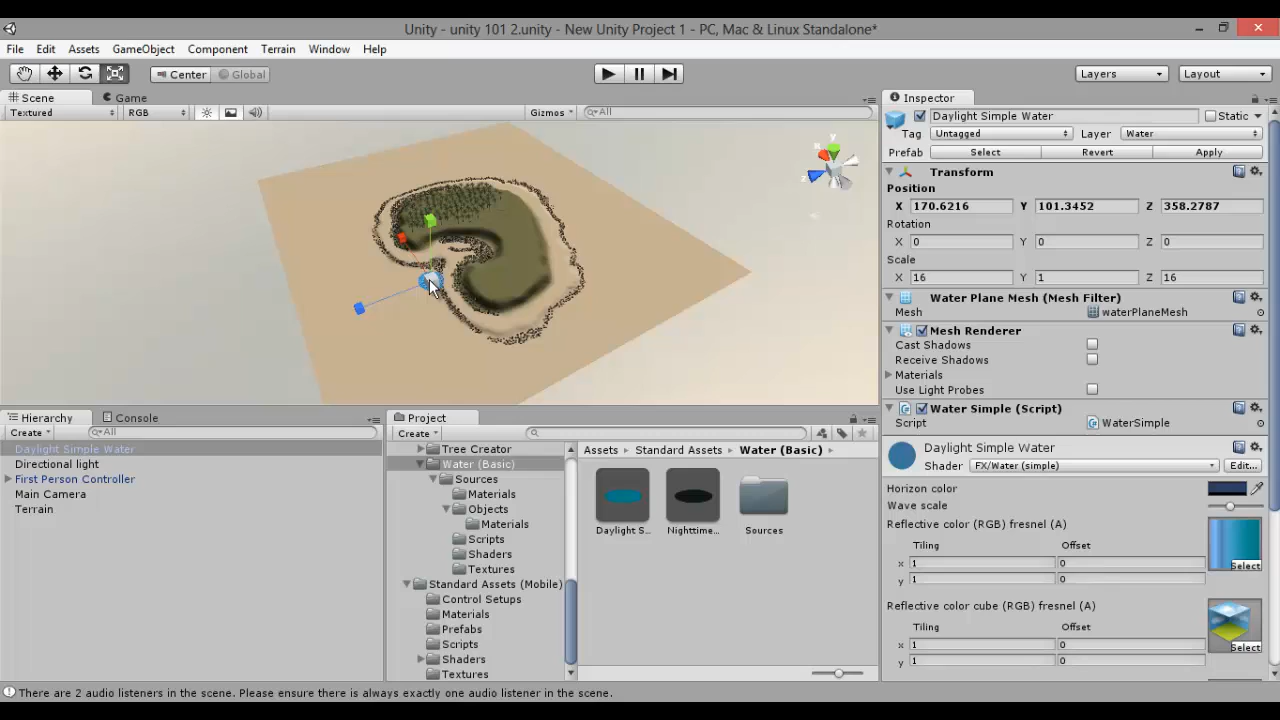 Unity - unity 101 2.unity - New Unity Project 1 - PC, Mac & Linux Standalone*
File Edit Assets GameObject Component Terrain Window Help
Center Global Layers Layout
Scene Game
Textured RGB Gizmos All
y
x
z
Inspector
Daylight Simple Water Static
Tag Untagged Layer Water
Prefab Select Revert Apply
Transform
Position
X 170.6216 Y 101.3452 Z 358.2787
Rotation
X 0 Y 0 Z 0
Scale
X 16 Y 1 Z 16
Water Plane Mesh (Mesh Filter)
Mesh waterPlaneMesh
Mesh Renderer
Cast Shadows
Receive Shadows
Materials
Use Light Probes
Water Simple (Script)
Script WaterSimple
Daylight Simple Water
Shader FX/Water (simple) Edit...
Horizon color
Wave scale
Reflective color (RGB) fresnel (A)
Tiling Offset
x 1 0
y 1 0
Select
Reflective color cube (RGB) fresnel (A)
Tiling Offset
x 1 0
y 1 0
Select
Hierarchy Console
Create All
Daylight Simple Water
Directional light
First Person Controller
Main Camera
Terrain
Project
Create
Tree Creator
Water (Basic)
Sources
Materials
Objects
Materials
Scripts
Shaders
Textures
Standard Assets (Mobile)
Control Setups
Materials
Prefabs
Scripts
Shaders
Textures
Assets Standard Assets Water (Basic)
Daylight S... Nighttime... Sources
There are 2 audio listeners in the scene. Please ensure there is always exactly one audio listener in the scene.